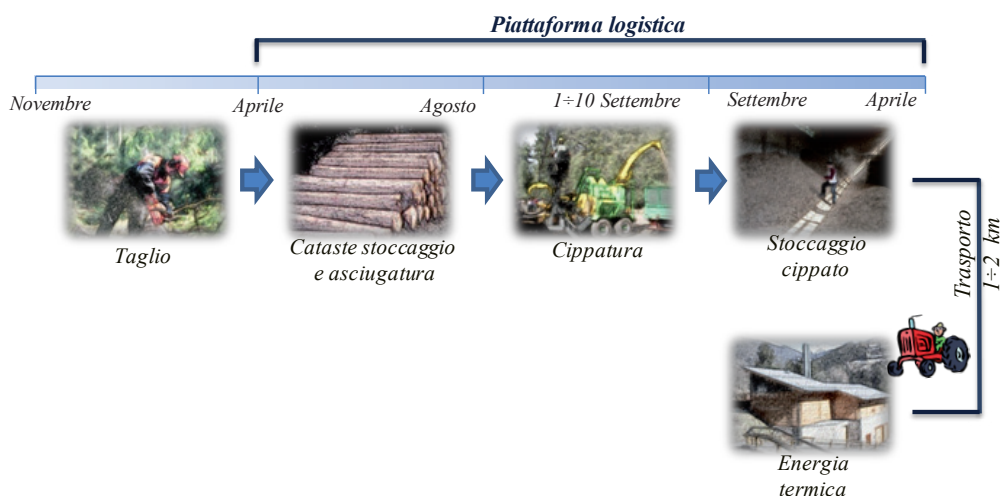 Piattaforma logistica
Novembre
Aprile
Agosto
1÷10 Settembre
Settembre
Aprile
Taglio
Cataste stoccaggio
e asciugatura
Cippatura
Stoccaggio
cippato
Trasporto
1÷2 km
Energia
termica